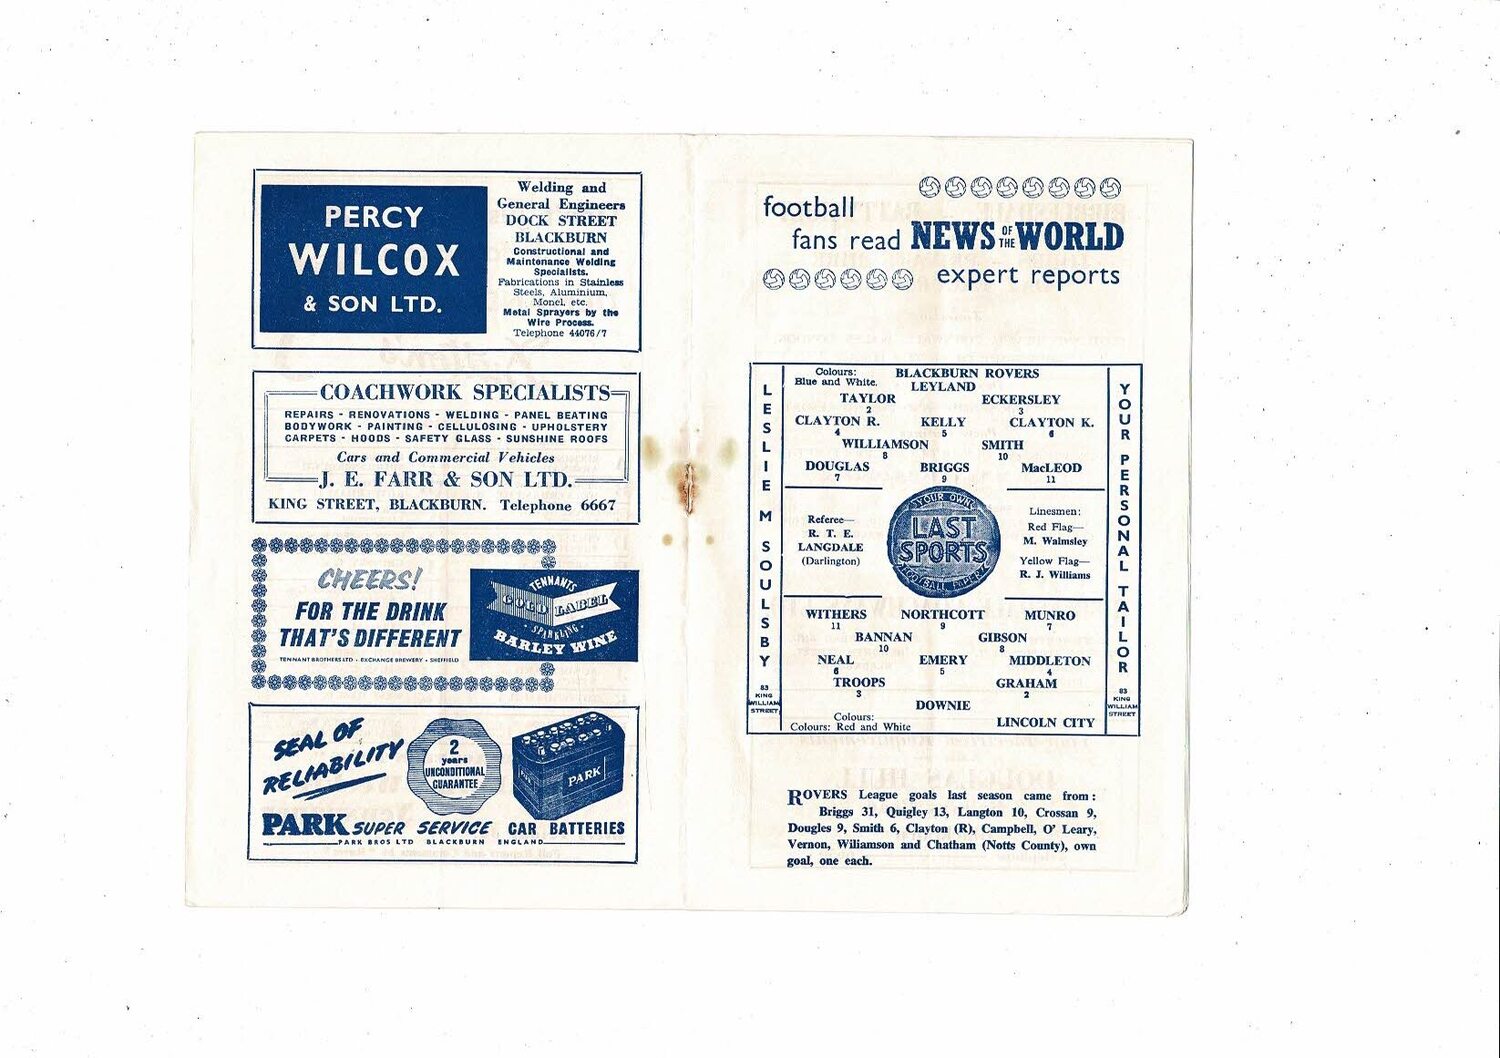 PERCY
WILCOX
& SON LTD.
Welding and
General Engineers
DOCK STREET
BLACKBURN
Constructional and
Maintenance Welding
Specialists.
Fabrications in Stainless
Steels, Aluminium,
Monel, etc.
Metal Sprayers by the
Wire Process.
Telephone 44076/7
COACHWORK SPECIALISTS
REPAIRS - RENOVATIONS - WELDING - PANEL BEATING
BODYWORK - PAINTING - CELLULOSING - UPHOLSTERY
CARPETS - HOODS - SAFETY GLASS - SUNSHINE ROOFS
Cars and Commercial Vehicles
J. E. FARR & SON LTD.
KING STREET, BLACKBURN. Telephone 6667
CHEERS!
FOR THE DRINK
THAT'S DIFFERENT
TENNANT BROTHERS LTD · EXCHANGE BREWERY · SHEFFIELD
TENNANTS
GOLD LABEL
· SPARKLING ·
BARLEY WINE
SEAL OF
RELIABILITY
2
years
UNCONDITIONAL
GUARANTEE
PARK
PARK SUPER SERVICE CAR BATTERIES
PARK BROS LTD BLACKBURN ENGLAND
football
fans read NEWS OF THE WORLD
expert reports
LESLIE M SOULSBY
83
KING
WILLIAM
STREET
Colours: BLACKBURN ROVERS
Blue and White. LEYLAND
TAYLOR ECKERSLEY
2 3
CLAYTON R. KELLY CLAYTON K.
4 5 6
WILLIAMSON SMITH
8 10
DOUGLAS BRIGGS MacLEOD
7 9 11
Referee—
R. T. E.
LANGDALE
(Darlington)
YOUR OWN
LAST
SPORTS
FOOTBALL PAPER
Linesmen:
Red Flag—
M. Walmsley
Yellow Flag—
R. J. Williams
WITHERS NORTHCOTT MUNRO
11 9 7
BANNAN GIBSON
10 8
NEAL EMERY MIDDLETON
6 5 4
TROOPS GRAHAM
3 2
DOWNIE
Colours:
Colours: Red and White LINCOLN CITY
YOUR PERSONAL TAILOR
83
KING
WILLIAM
STREET
ROVERS League goals last season came from:
Briggs 31, Quigley 13, Langton 10, Crossan 9,
Dougles 9, Smith 6, Clayton (R), Campbell, O' Leary,
Vernon, Wiliamson and Chatham (Notts County), own
goal, one each.